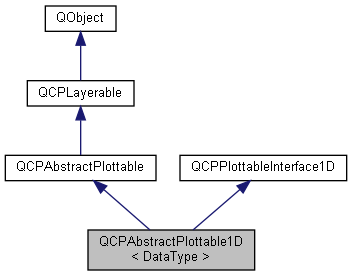 QObject
QCPLayerable
QCPAbstractPlottable
QCPPlottableInterface1D
QCPAbstractPlottable1D
< DataType >